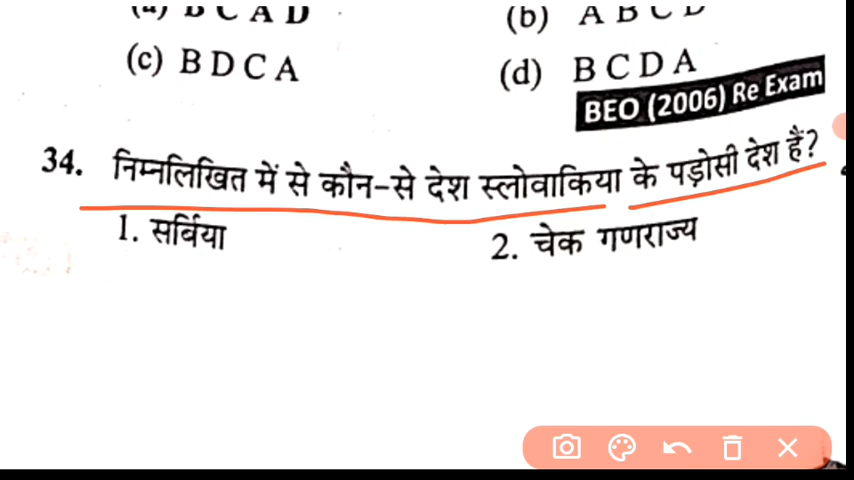 (a) B C A D
(b) A B C D
(c) B D C A
(d) B C D A
BEO (2006) Re Exam
34. निम्नलिखित में से कौन-से देश स्लोवाकिया के पड़ोसी देश हैं?
1. सर्बिया
2. चेक गणराज्य